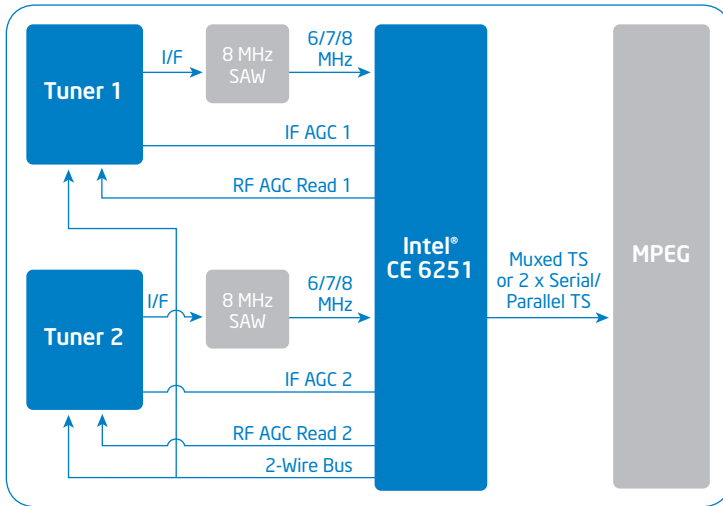 Tuner 1
I/F
8 MHz
SAW
6/7/8
MHz
IF AGC 1
RF AGC Read 1
Tuner 2
I/F
8 MHz
SAW
6/7/8
MHz
IF AGC 2
RF AGC Read 2
2-Wire Bus
Intel®
CE 6251
Muxed TS
or 2 x Serial/
Parallel TS
MPEG